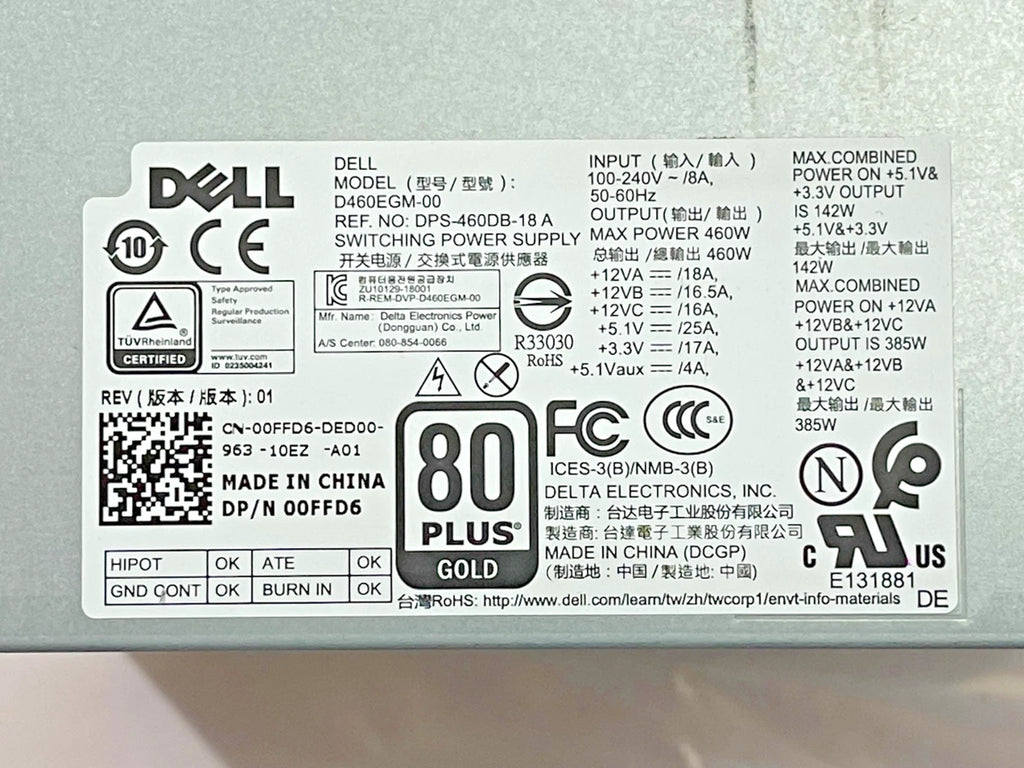 DELL
10
CE
TÜVRheinland®
CERTIFIED
Type Approved
Safety
Regular Production
Surveillance
www.tuv.com
ID 0235004241
DELL
MODEL (型号/型號):
D460EGM-00
REF. NO: DPS-460DB-18 A
SWITCHING POWER SUPPLY
开关电源/交換式電源供應器
컴퓨터용전원공급장치
ZU10129-18001
R-REM-DVP-D460EGM-00
Mfr. Name: Delta Electronics Power
(Dongguan) Co., Ltd.
A/S Center: 080-854-0066
R33030
RoHS
INPUT (输入/輸入)
100-240V~/8A,
50-60Hz
OUTPUT(输出/輸出)
MAX POWER 460W
总输出/總輸出 460W
+12VA ⎓ /18A,
+12VB ⎓ /16.5A,
+12VC ⎓ /16A,
+5.1V ⎓ /25A,
+3.3V ⎓ /17A,
+5.1Vaux ⎓ /4A,
MAX.COMBINED
POWER ON +5.1V&
+3.3V OUTPUT
IS 142W
+5.1V&+3.3V
最大输出/最大輸出
142W
MAX.COMBINED
POWER ON +12VA
+12VB&+12VC
OUTPUT IS 385W
+12VA&+12VB
&+12VC
最大输出/最大輸出
385W
REV (版本/版本): 01
CN-00FFD6-DED00-
963-10EZ -A01
MADE IN CHINA
DP/N 00FFD6
HIPOT OK ATE OK
GND CONT OK BURN IN OK
80
PLUS®
GOLD
FC
CCC S&E
ICES-3(B)/NMB-3(B)
DELTA ELECTRONICS, INC.
制造商：台达电子工业股份有限公司
製造商：台達電子工業股份有限公司
MADE IN CHINA (DCGP)
(制造地：中国/製造地：中國)
N
c RU US
E131881
台灣RoHS: http://www.dell.com/learn/tw/zh/twcorp1/envt-info-materials DE